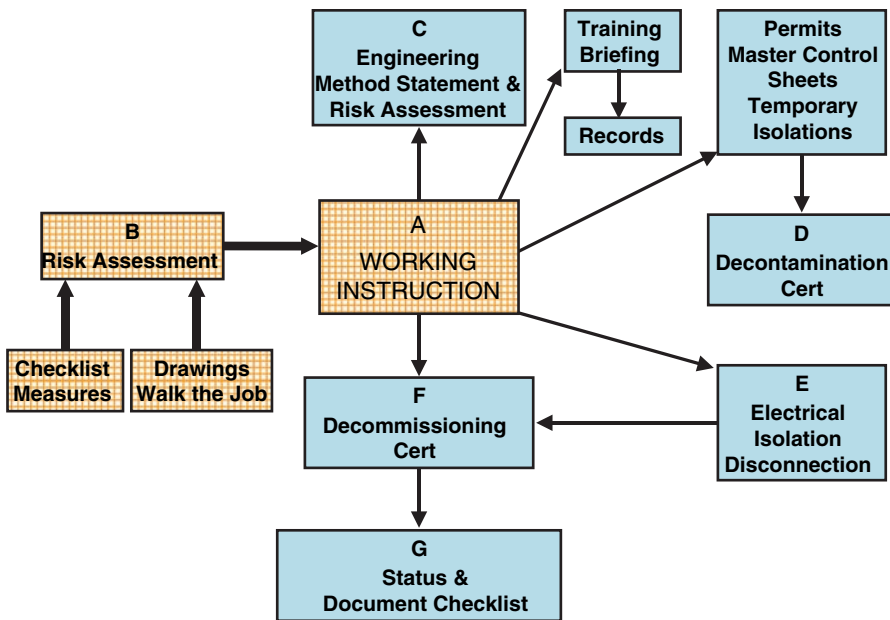 C
Engineering
Method Statement &
Risk Assessment
Training
Briefing
Records
Permits
Master Control
Sheets
Temporary
Isolations
B
Risk Assessment
A
WORKING
INSTRUCTION
D
Decontamination
Cert
Checklist
Measures
Drawings
Walk the Job
F
Decommissioning
Cert
E
Electrical
Isolation
Disconnection
G
Status &
Document Checklist